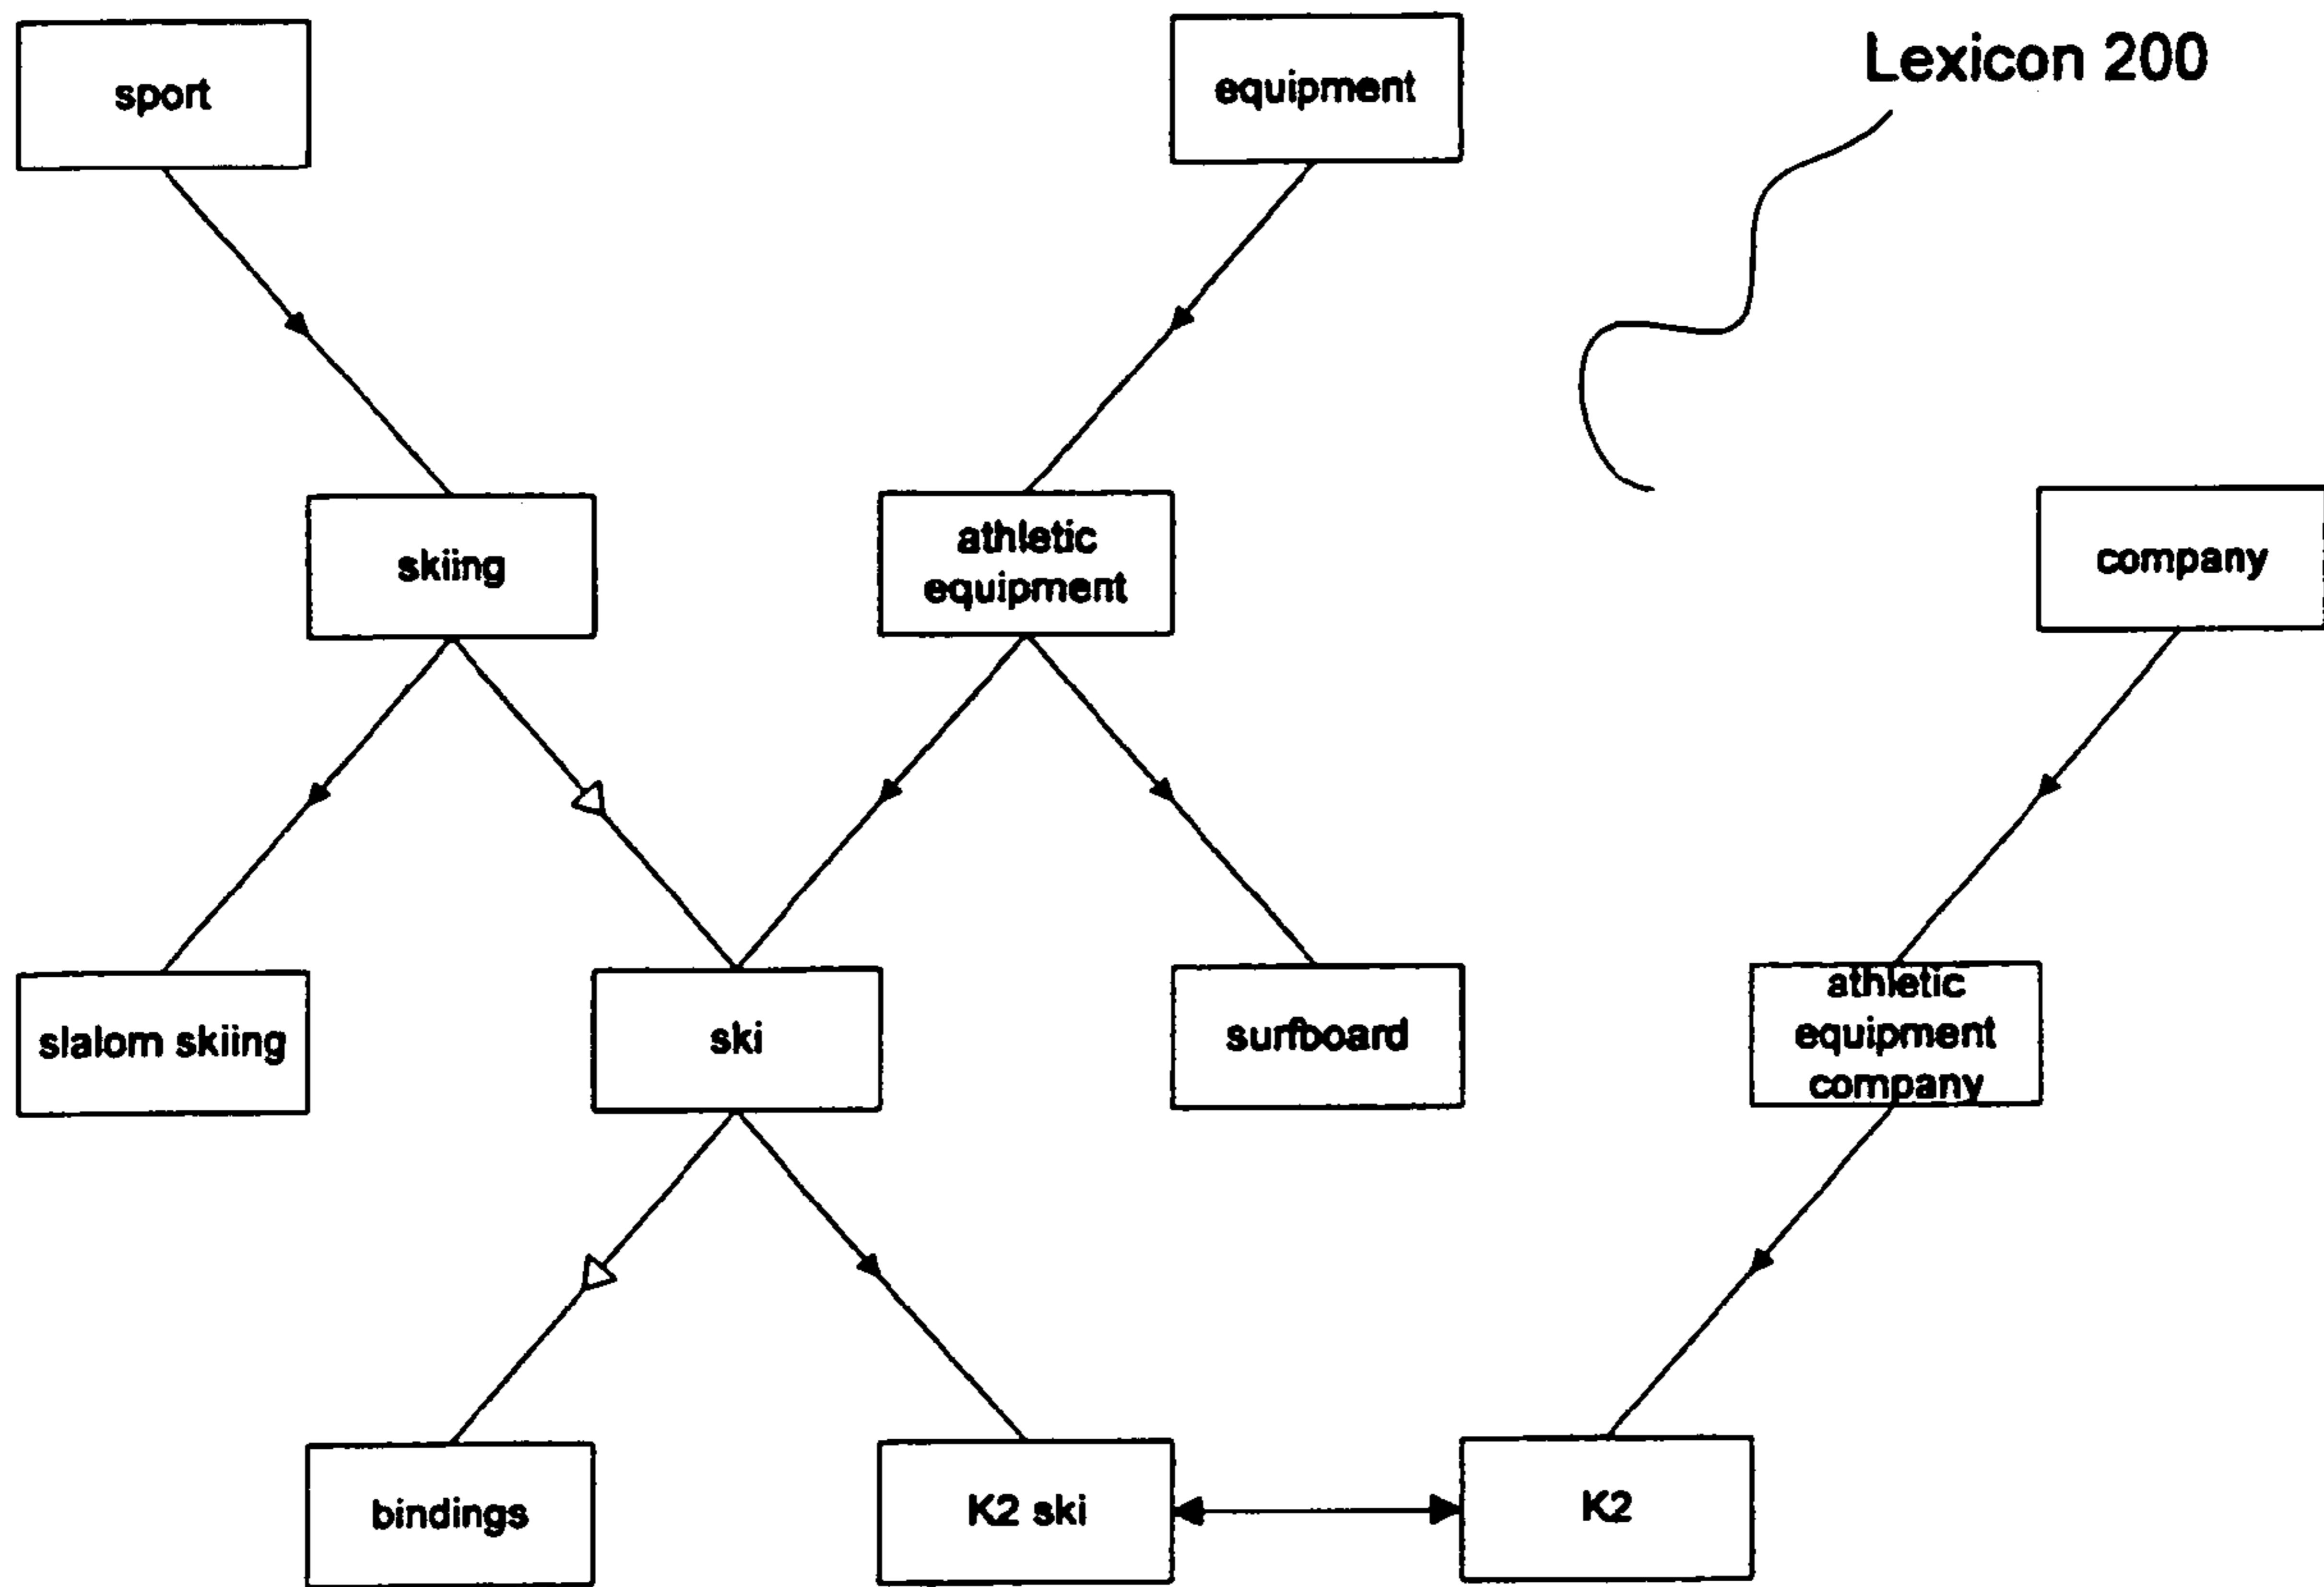 sport
equipment
Lexicon 200
skiing
athletic
equipment
company
slalom skiing
ski
surfboard
athletic
equipment
company
bindings
K2 ski
K2